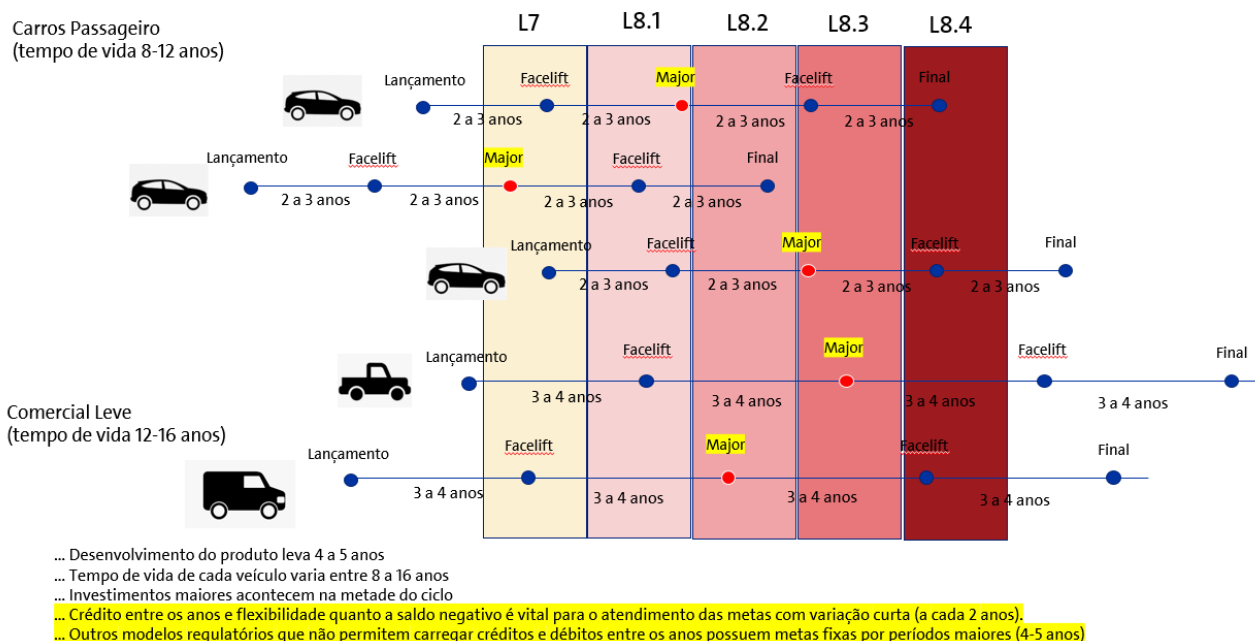 L7 L8.1 L8.2 L8.3 L8.4
Carros Passageiro
(tempo de vida 8-12 anos)
Lançamento Facelift Major Facelift Final
2 a 3 anos 2 a 3 anos 2 a 3 anos 2 a 3 anos
Lançamento Facelift Major Facelift Final
2 a 3 anos 2 a 3 anos 2 a 3 anos 2 a 3 anos
Lançamento Facelift Major Facelift Final
2 a 3 anos 2 a 3 anos 2 a 3 anos 2 a 3 anos
Lançamento Facelift Major Facelift Final
3 a 4 anos 3 a 4 anos 3 a 4 anos 3 a 4 anos
Comercial Leve
(tempo de vida 12-16 anos)
Lançamento Facelift Major Facelift Final
3 a 4 anos 3 a 4 anos 3 a 4 anos 3 a 4 anos
... Desenvolvimento do produto leva 4 a 5 anos
... Tempo de vida de cada veículo varia entre 8 a 16 anos
... Investimentos maiores acontecem na metade do ciclo
... Crédito entre os anos e flexibilidade quanto a saldo negativo é vital para o atendimento das metas com variação curta (a cada 2 anos).
... Outros modelos regulatórios que não permitem carregar créditos e débitos entre os anos possuem metas fixas por períodos maiores (4-5 anos)